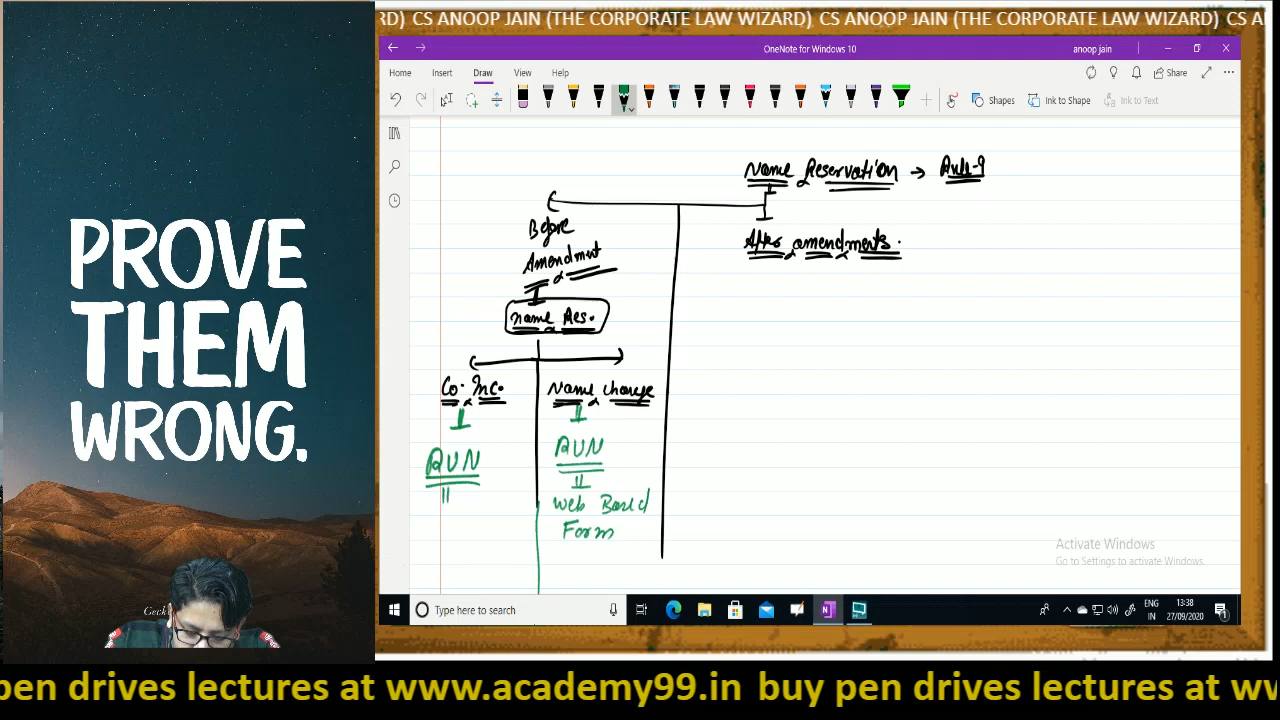 RD) CS ANOOP JAIN (THE CORPORATE LAW WIZARD) CS ANOOP JAIN (THE CORPORATE LAW WIZARD) CS A
OneNote for Windows 10
anoop jain
Home Insert Draw View Help
Share
Shapes
Ink to Shape
Ink to Text
Name Reservation → Rule-9
Before
Amendment
After amendments.
Name Res.
Co. Inc.
Name change
RUN
RUN
Web Based
Form
PROVE
THEM
WRONG.
Geek
Activate Windows
Go to Settings to activate Windows.
Type here to search
ENG
IN
13:38
27/09/2020
pen drives lectures at www.academy99.in buy pen drives lectures at wv